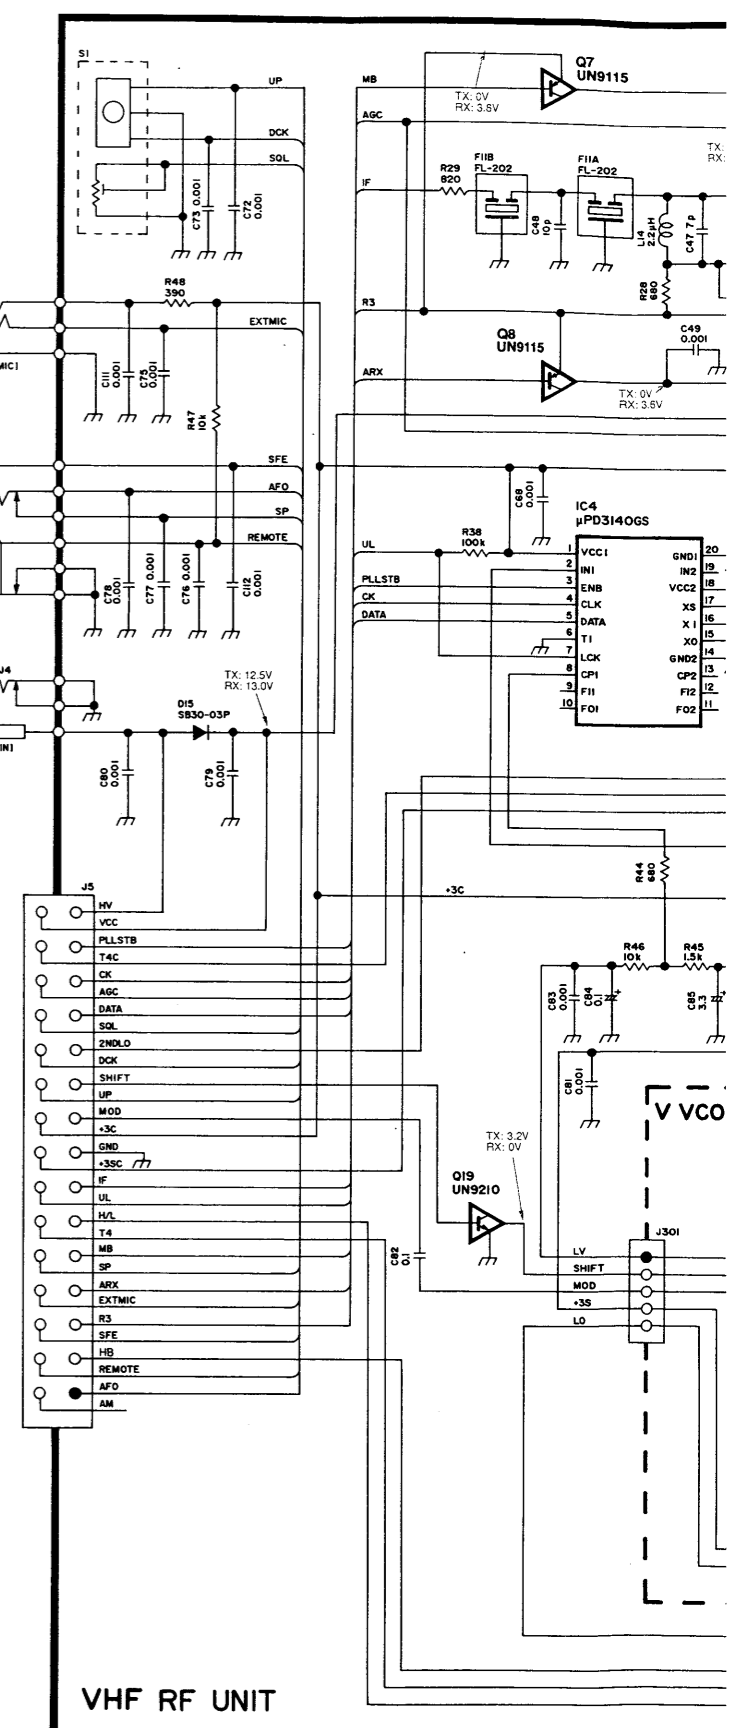 S1
UP
DCK
SQL
C73 0.001
C72
0.001
MB
AGC
IF
R3
ARX
TX: 0V
RX: 3.8V
Q7
UN9115
TX:
RX:
R29
820
F11B
FL-202
F11A
FL-202
C48
10p
L14
2.2μH
C47 7p
R28
680
C49
0.001
Q8
UN9115
TX: 0V
RX: 3.6V
R48
390
EXTMIC
MIC]
C111
0.001
C75
0.001
R47
10k
SFE
AFO
SP
REMOTE
C78
0.001
C77 0.001
C76 0.001
C112
0.001
C68
0.001
IC4
μPD3140GS
UL
R38
100k
PLLSTB
CK
DATA
1 VCC1
2 IN1
3 ENB
4 CLK
5 DATA
6 T1
7 LCK
8 CP1
9 F11
10 FO1
GND1 20
IN2 19
VCC2 18
XS 17
X1 16
XO 15
GND2 14
CP2 13
F12 12
FO2 11
J4
TX: 12.5V
RX: 13.0V
D15
SB30-03P
IN]
C80
0.001
C79
0.001
R44
680
+3C
J5
HV
VCC
PLLSTB
T4C
CK
AGC
DATA
SQL
2NDLO
DCK
SHIFT
UP
MOD
+3C
GND
+3SC
IF
UL
H/L
T4
MB
SP
ARX
EXTMIC
R3
SFE
HB
REMOTE
AFO
AM
R46
10k
R45
1.5k
C83
0.001
C84
0.1
+
C85
3.3
+
C81
0.001
V VCO
TX: 3.2V
RX: 0V
Q19
UN9210
C82
0.1
J301
LV
SHIFT
MOD
+3S
LO
VHF RF UNIT